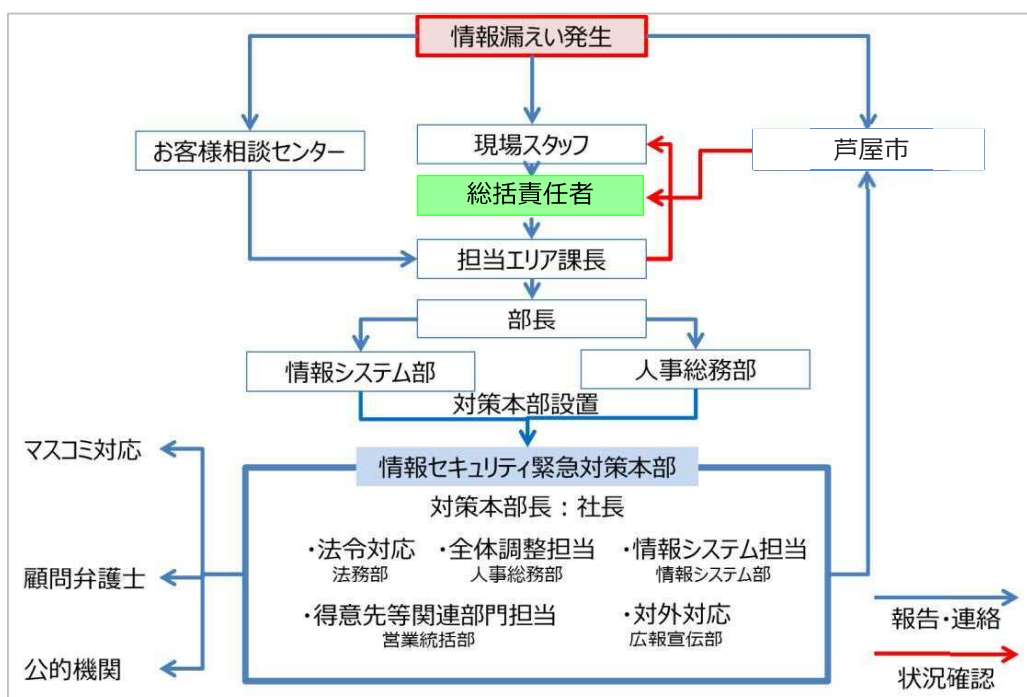 情報漏えい発生
お客様相談センター
現場スタッフ
芦屋市
総括責任者
担当エリア課長
部長
情報システム部
人事総務部
対策本部設置
マスコミ対応
顧問弁護士
公的機関
情報セキュリティ緊急対策本部
対策本部長：社長
・法令対応 ・全体調整担当 ・情報システム担当
法務部 人事総務部 情報システム部
・得意先等関連部門担当 ・対外対応
営業統括部 広報宣伝部
報告・連絡
状況確認